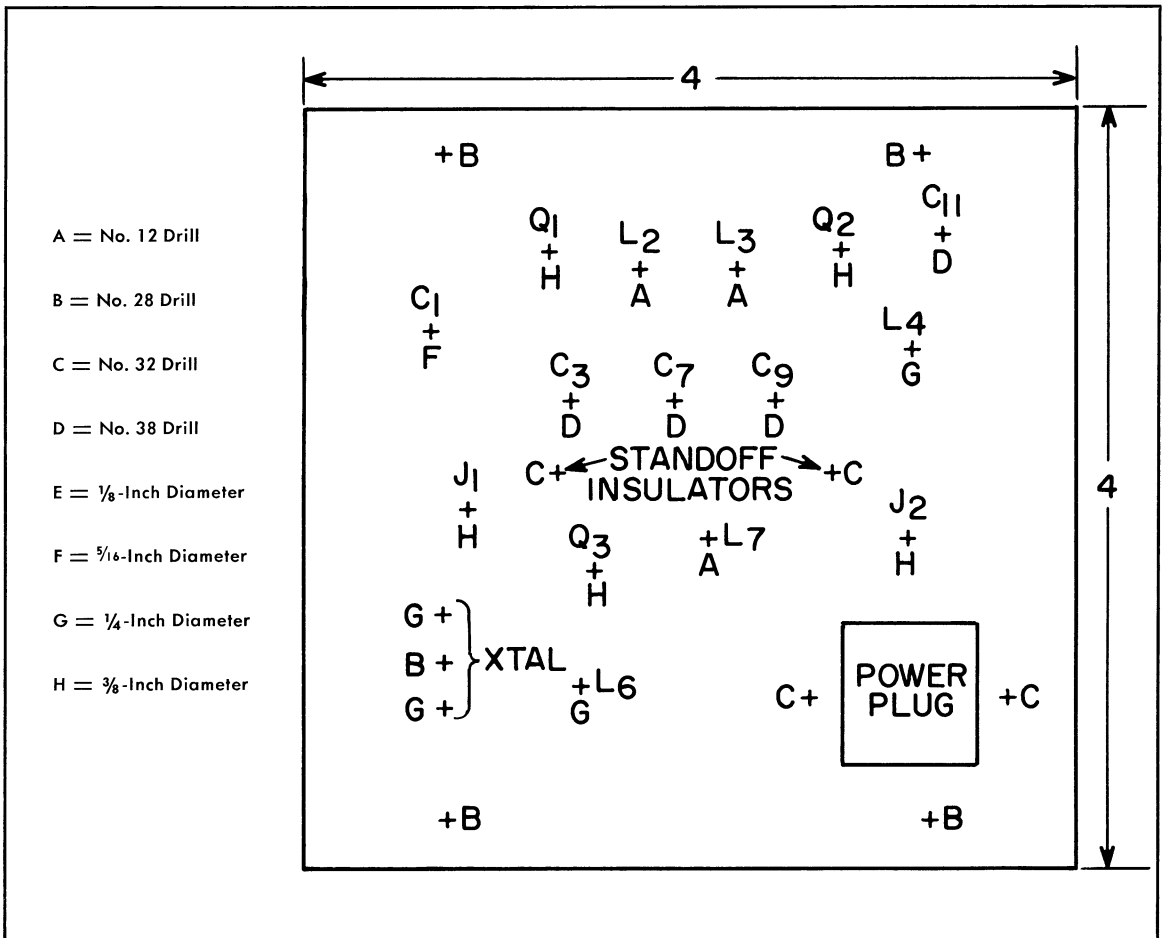 4
+B
B+
C11
+
D
Q1
+
H
L2
+
A
L3
+
A
Q2
+
H
A = No. 12 Drill
B = No. 28 Drill
C = No. 32 Drill
D = No. 38 Drill
E = 1/8-Inch Diameter
F = 5/16-Inch Diameter
G = 1/4-Inch Diameter
H = 3/8-Inch Diameter
C1
+
F
L4
+
G
C3
+
D
C7
+
D
C9
+
D
C+
STANDOFF
INSULATORS
+C
4
J1
+
H
Q3
+
H
+L7
A
J2
+
H
G +
B +
G +
XTAL
+L6
G
C+
POWER
PLUG
+C
+B
+B